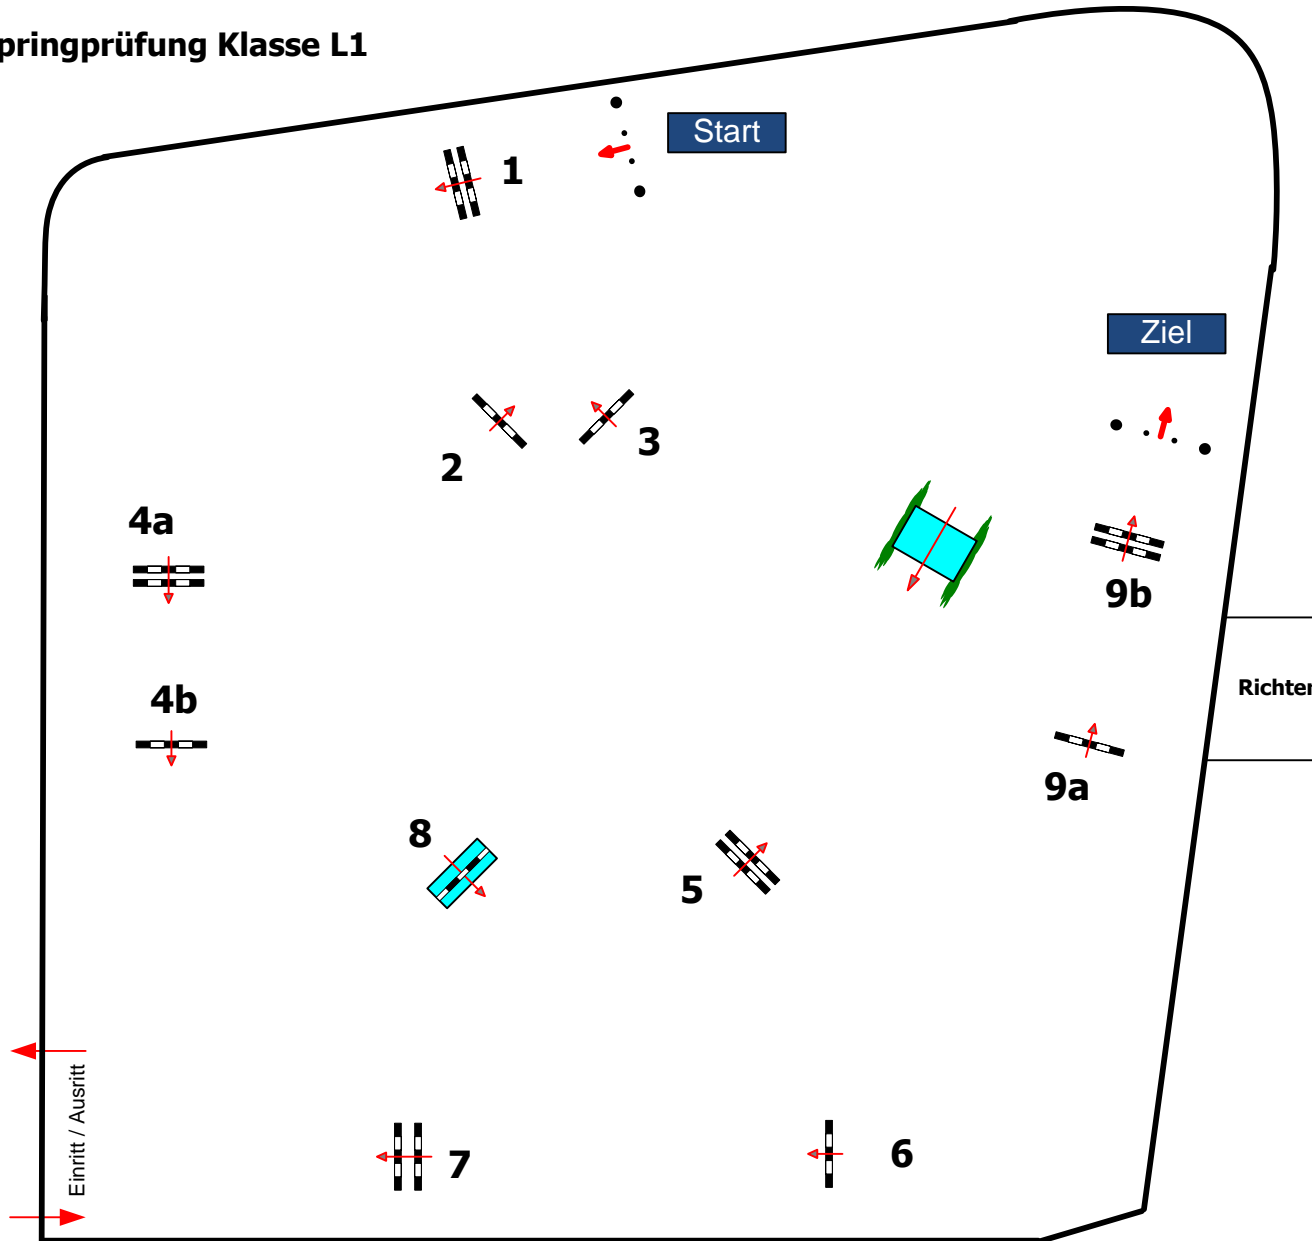 pringprüfung Klasse L1
Start
1
Ziel
2
3
4a
9b
4b
Richter
9a
8
5
Einritt / Ausritt
7
6